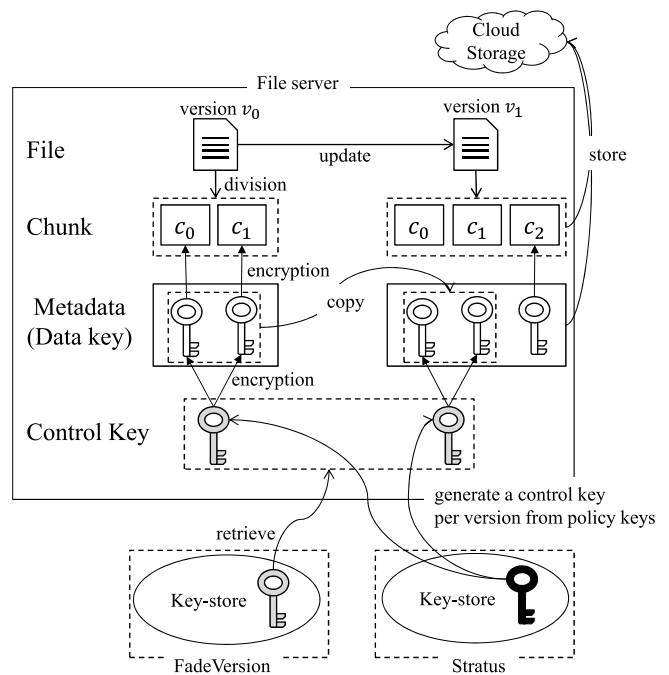 Cloud
Storage
File server
version v₀
version v₁
File
update
store
division
Chunk
c₀
c₁
c₀
c₁
c₂
encryption
copy
Metadata
(Data key)
encryption
Control Key
generate a control key
per version from policy keys
retrieve
Key-store
Key-store
FadeVersion
Stratus